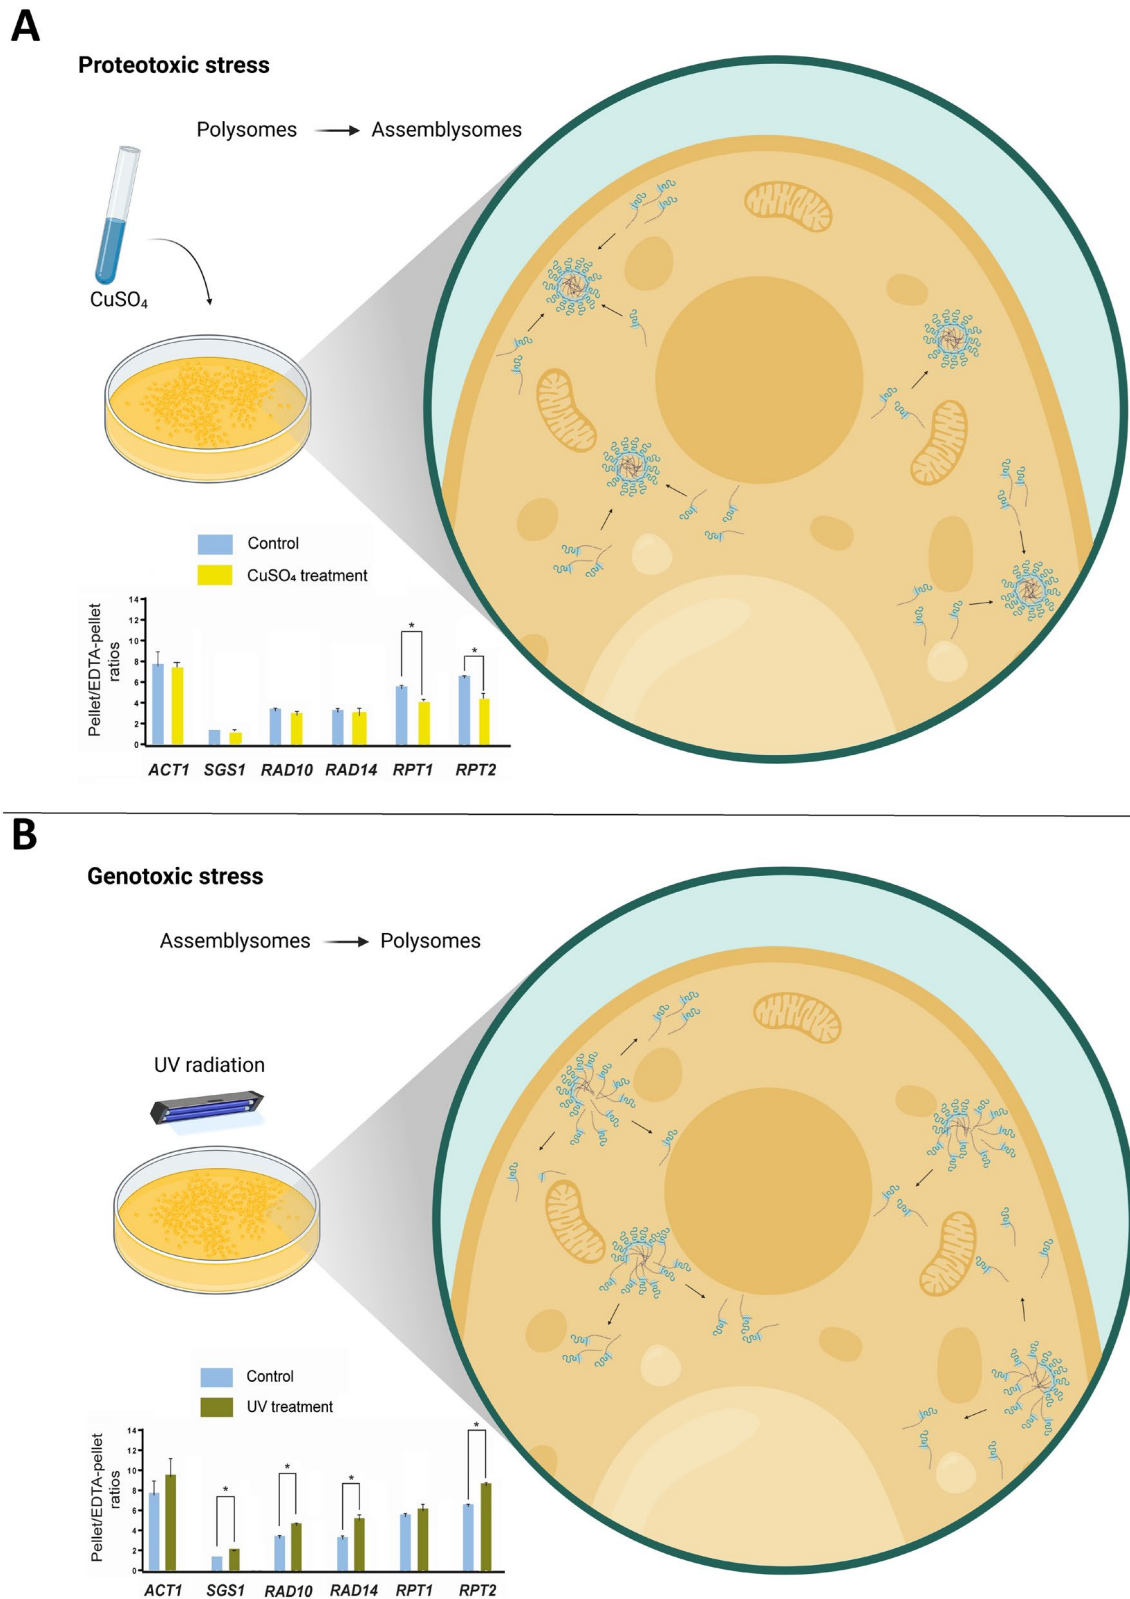 A
Proteotoxic stress
Polysomes → Assemblysomes
CuSO₄
Control
CuSO₄ treatment
Pellet/EDTA-pellet
ratios
14
12
10
8
6
4
2
0
*
*
ACT1 SGS1 RAD10 RAD14 RPT1 RPT2
B
Genotoxic stress
Assemblysomes → Polysomes
UV radiation
Control
UV treatment
Pellet/EDTA-pellet
ratios
14
12
10
8
6
4
2
0
*
*
*
*
ACT1 SGS1 RAD10 RAD14 RPT1 RPT2